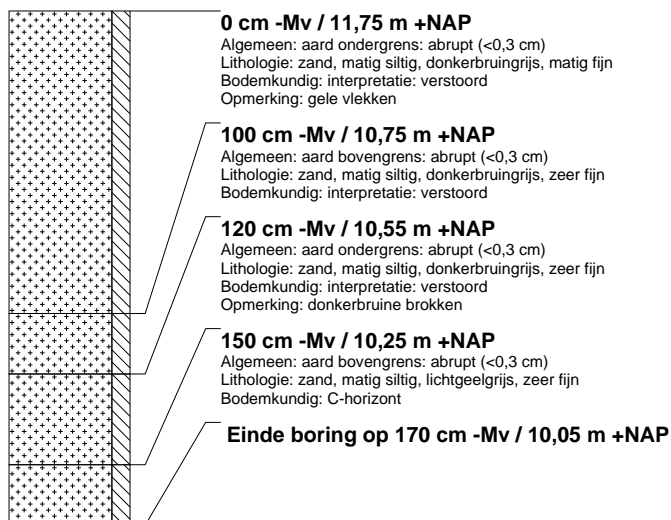 0 cm -Mv / 11,75 m +NAP
Algemeen: aard ondergrens: abrupt (<0,3 cm)
Lithologie: zand, matig siltig, donkerbruingrijs, matig fijn
Bodemkundig: interpretatie: verstoord
Opmerking: gele vlekken
100 cm -Mv / 10,75 m +NAP
Algemeen: aard bovengrens: abrupt (<0,3 cm)
Lithologie: zand, matig siltig, donkerbruingrijs, zeer fijn
Bodemkundig: interpretatie: verstoord
120 cm -Mv / 10,55 m +NAP
Algemeen: aard ondergrens: abrupt (<0,3 cm)
Lithologie: zand, matig siltig, donkerbruingrijs, zeer fijn
Bodemkundig: interpretatie: verstoord
Opmerking: donkerbruine brokken
150 cm -Mv / 10,25 m +NAP
Algemeen: aard bovengrens: abrupt (<0,3 cm)
Lithologie: zand, matig siltig, lichtgeelgrijs, zeer fijn
Bodemkundig: C-horizont
Einde boring op 170 cm -Mv / 10,05 m +NAP